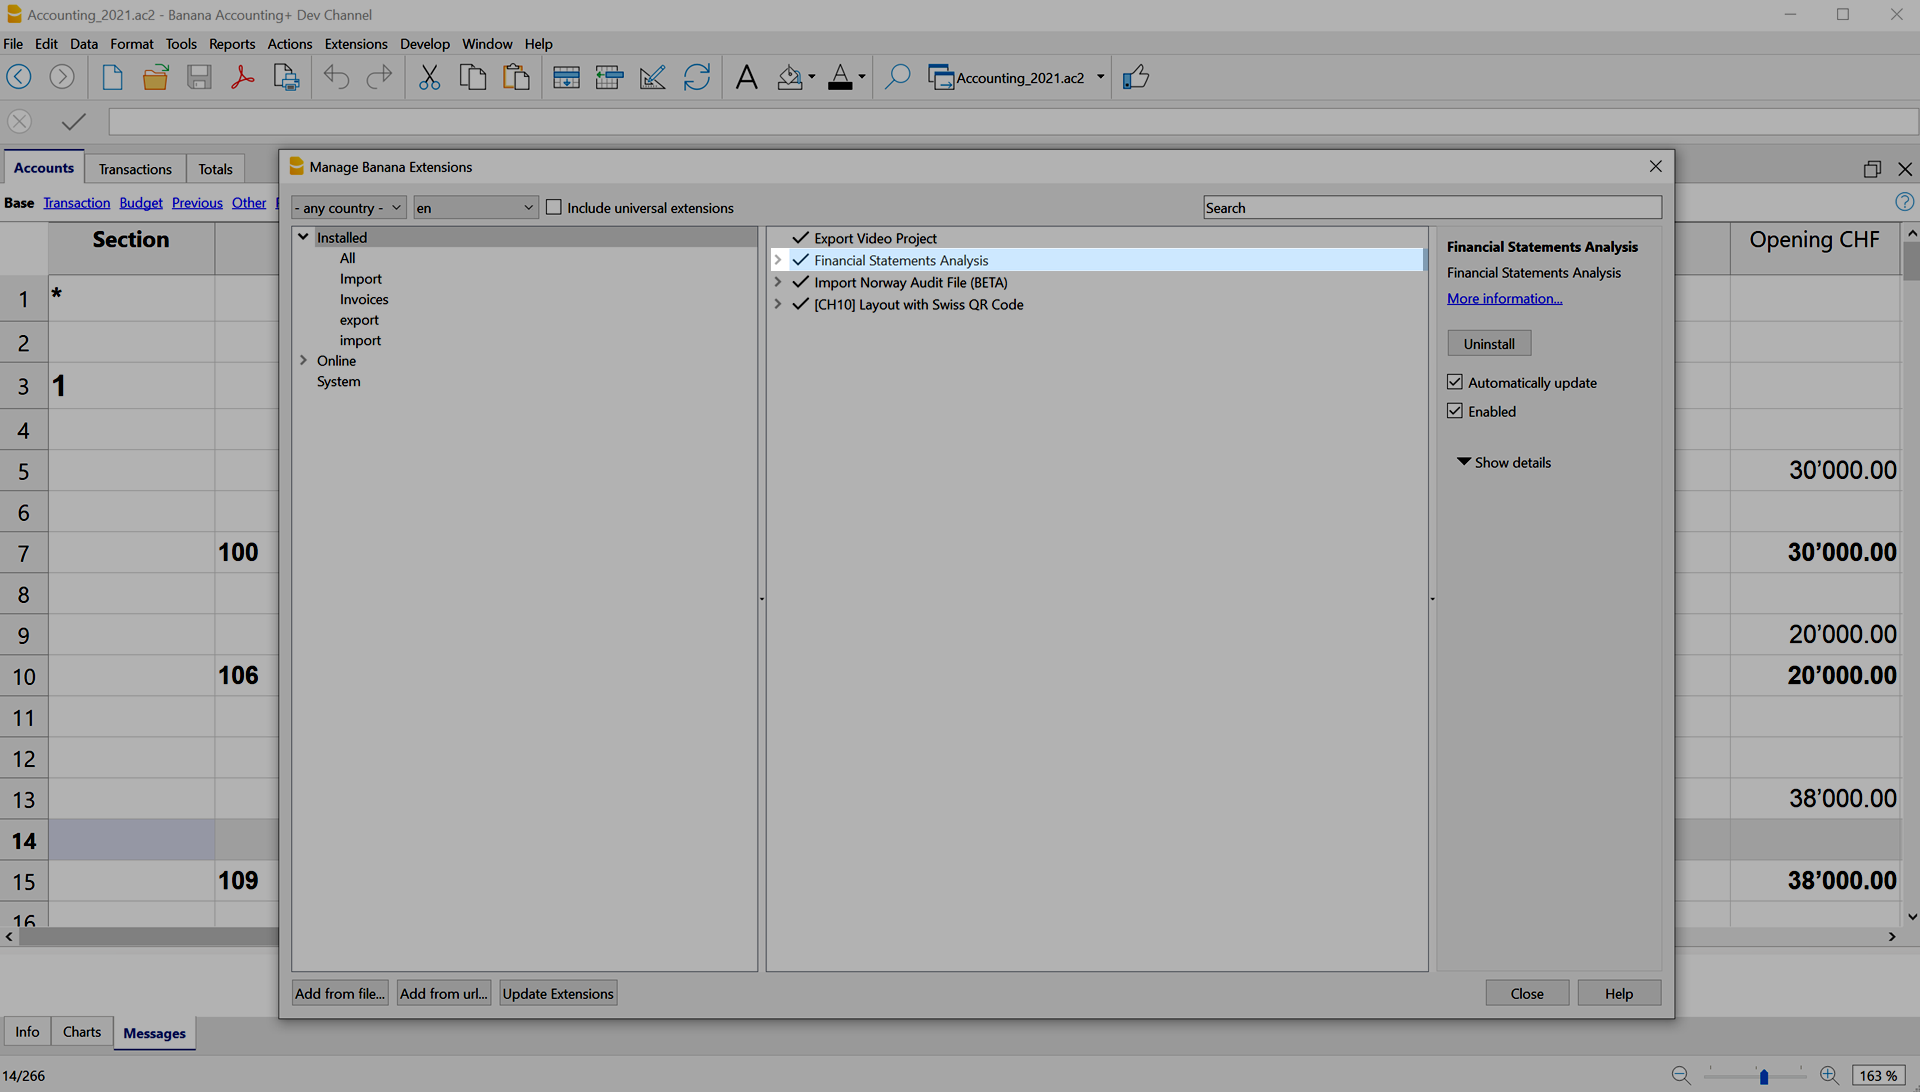 Accounting_2021.ac2 - Banana Accounting+ Dev Channel
File Edit Data Format Tools Reports Actions Extensions Develop Window Help
Accounting_2021.ac2
Accounts Transactions Totals
Base Transaction Budget Previous Other
Manage Banana Extensions
- any country - en Include universal extensions Search
Installed
All
Import
Invoices
export
import
Online
System
Export Video Project
Financial Statements Analysis
Import Norway Audit File (BETA)
[CH10] Layout with Swiss QR Code
Financial Statements Analysis
Financial Statements Analysis
More information...
Uninstall
Automatically update
Enabled
Show details
Add from file... Add from url... Update Extensions Close Help
Section Opening CHF
1 *
2
3 1
4
5 30’000.00
6
7 100 30’000.00
8
9 20’000.00
10 106 20’000.00
11
12
13 38’000.00
14
15 109 38’000.00
16
Info Charts Messages
14/266 163 %